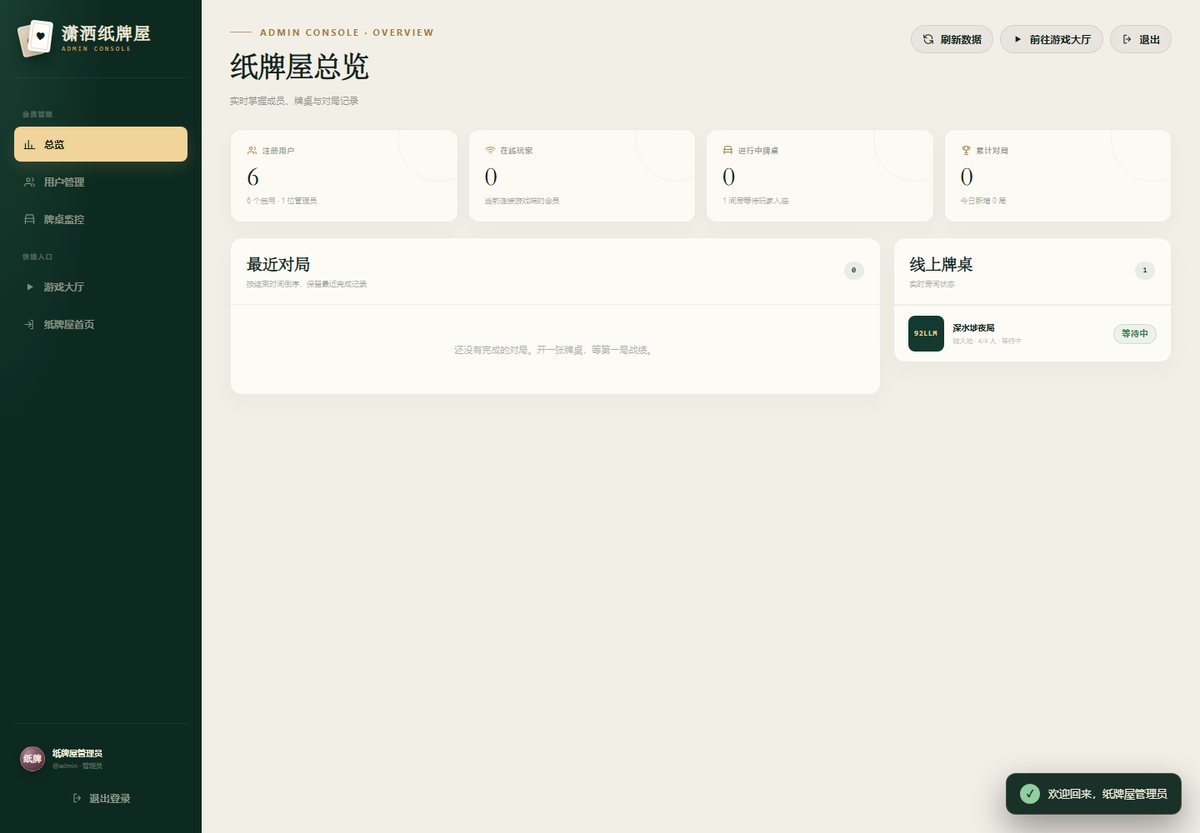 潇洒纸牌屋
ADMIN CONSOLE
会员管理
总览
用户管理
牌桌监控
快捷入口
游戏大厅
纸牌屋首页
纸牌
纸牌屋管理员
@admin · 管理员
退出登录
ADMIN CONSOLE · OVERVIEW
纸牌屋总览
实时掌握成员、牌桌与对局记录
刷新数据
前往游戏大厅
退出
注册用户
6
6 个启用 · 1 位管理员
在线玩家
0
当前连接游戏端的会员
进行中牌桌
0
1 间房等待玩家入座
累计对局
0
今日新增 0 局
最近对局
按结束时间倒序，保留最近完成记录
0
还没有完成的对局。开一张牌桌，等第一局战绩。
线上牌桌
实时房间状态
1
92LLM
深水埗夜局
4/4 人 · 等待中
等待中
欢迎回来，纸牌屋管理员